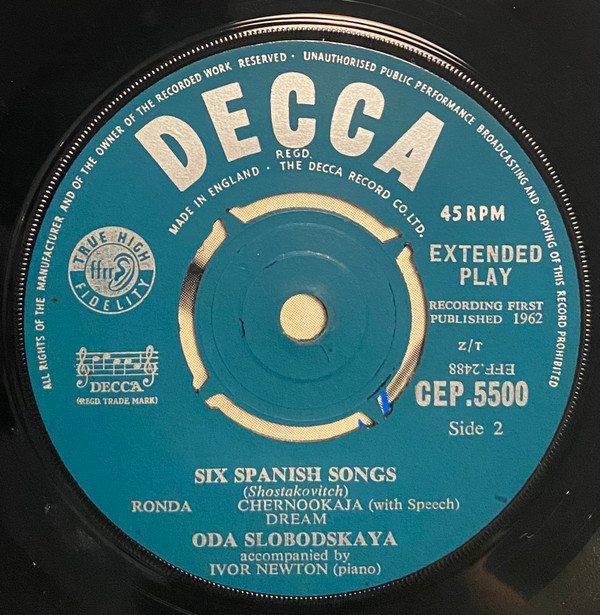 ALL RIGHTS OF THE MANUFACTURER AND OF THE OWNER OF THE RECORDED WORK RESERVED · UNAUTHORISED PUBLIC PERFORMANCE BROADCASTING AND COPYING OF THIS RECORD PROHIBITED
DECCA
REGD.
MADE IN ENGLAND · THE DECCA RECORD CO. LTD.
45 RPM
EXTENDED
PLAY
TRUE HIGH
ffrr
FIDELITY
RECORDING FIRST
PUBLISHED 1962
Z/T
EFF.2488
DECCA
(REGD. TRADE MARK)
CEP.5500
Side 2
SIX SPANISH SONGS
(Shostakovitch)
RONDA CHERNOOKAJA (with Speech)
DREAM
ODA SLOBODSKAYA
accompanied by
IVOR NEWTON (piano)